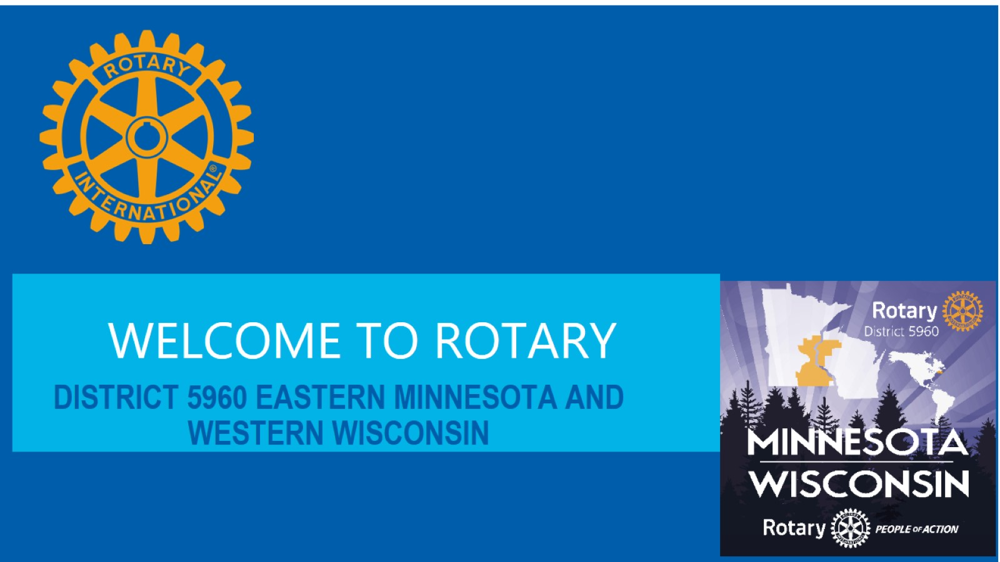 ROTARY
INTERNATIONAL®
WELCOME TO ROTARY
DISTRICT 5960 EASTERN MINNESOTA AND
WESTERN WISCONSIN
Rotary
District 5960
MINNESOTA
WISCONSIN
Rotary
PEOPLE OF ACTION